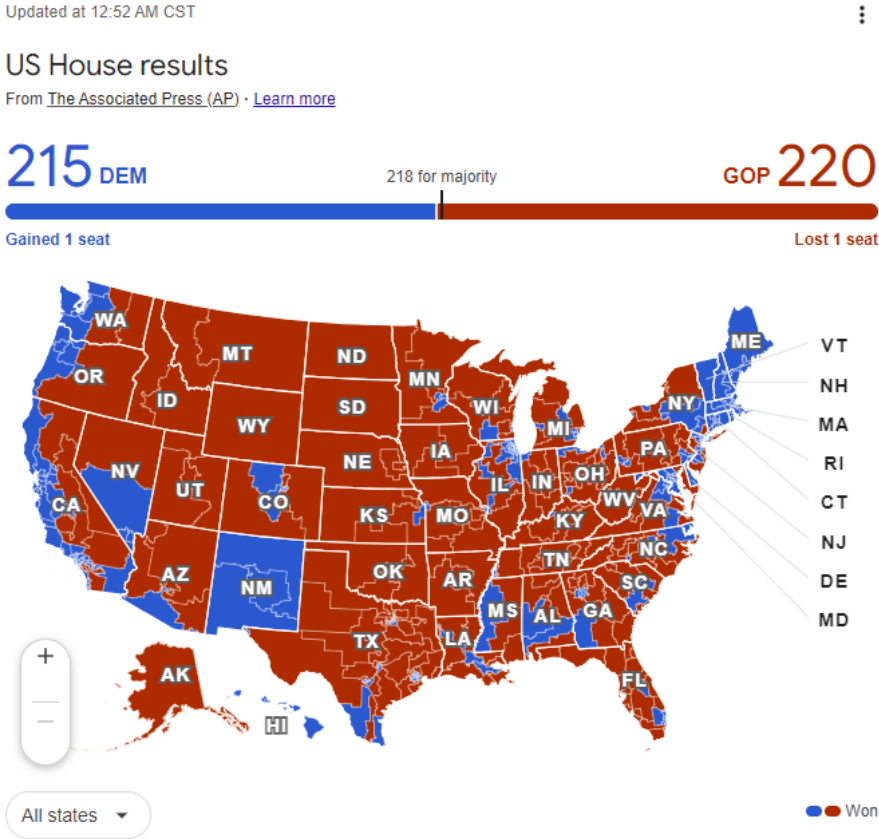 Updated at 12:52 AM CST
US House results
From The Associated Press (AP) · Learn more
215 DEM
218 for majority
GOP 220
Gained 1 seat
Lost 1 seat
WA
MT
ND
MN
ME
VT
OR
ID
SD
WI
MI
NY
NH
WY
MA
NV
UT
CO
NE
IA
IL
IN
OH
PA
RI
CA
KS
MO
KY
WV
VA
CT
AZ
NM
OK
AR
TN
NC
NJ
SC
DE
TX
LA
MS
AL
GA
MD
AK
HI
FL
+
−
All states
Won